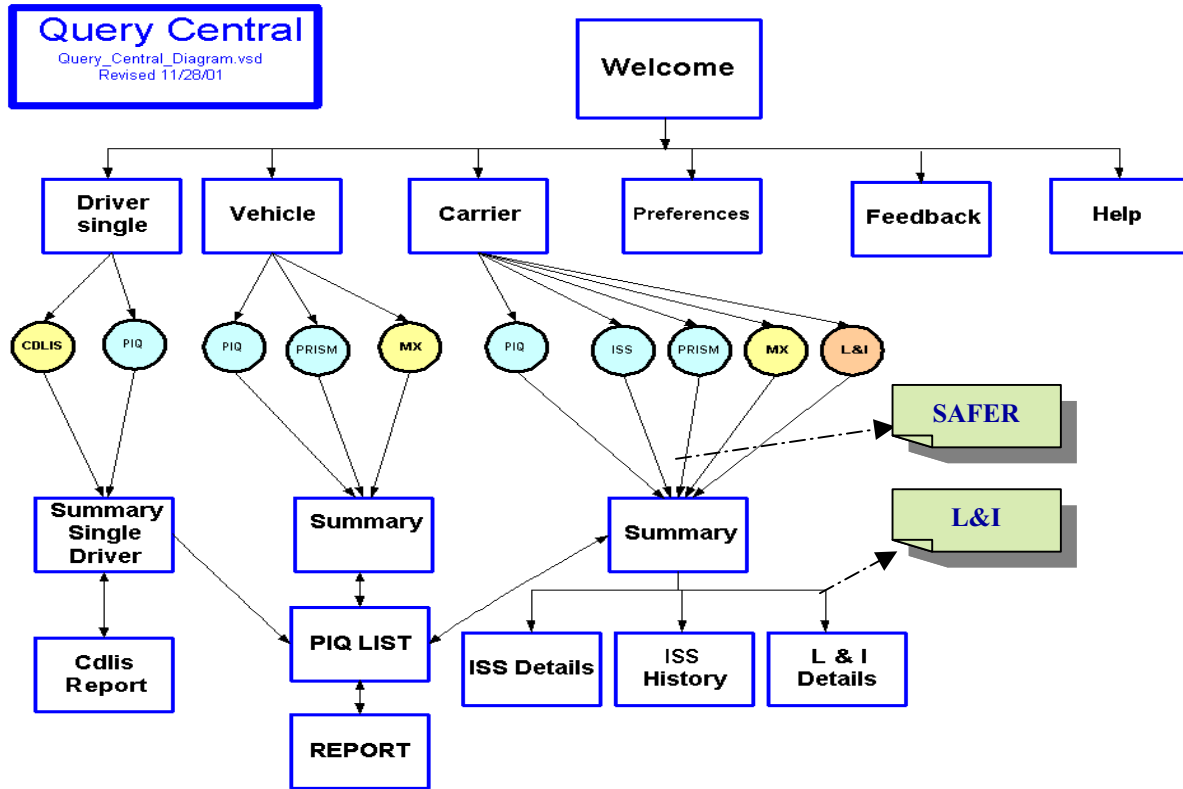 Query Central
Query_Central_Diagram.vsd
Revised 11/28/01
Welcome
Driver
single
Vehicle
Carrier
Preferences
Feedback
Help
CDLIS
PIQ
PIQ
PRISM
MX
PIQ
ISS
PRISM
MX
L&I
SAFER
L&I
Summary
Single
Driver
Summary
Summary
Cdlis
Report
PIQ LIST
ISS Details
ISS
History
L & I
Details
REPORT